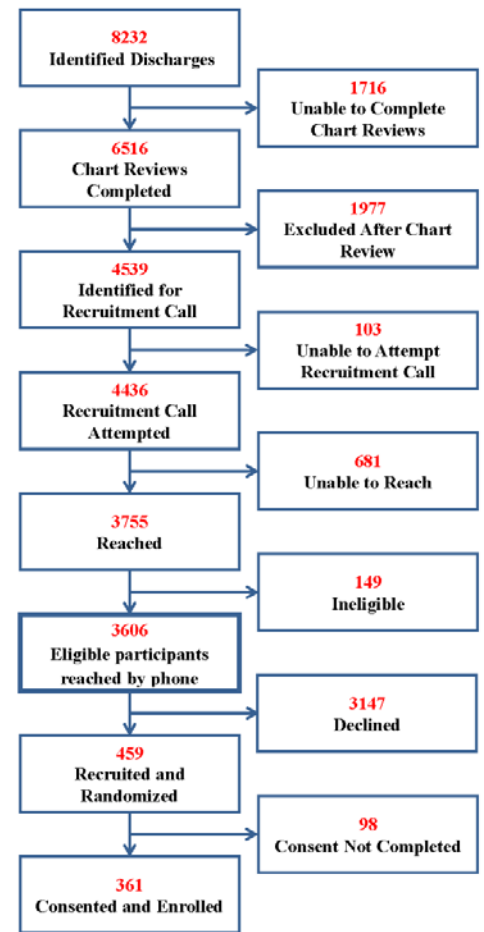 8232
Identified Discharges
1716
Unable to Complete
Chart Reviews
6516
Chart Reviews
Completed
1977
Excluded After Chart
Review
4539
Identified for
Recruitment Call
103
Unable to Attempt
Recruitment Call
4436
Recruitment Call
Attempted
681
Unable to Reach
3755
Reached
149
Ineligible
3606
Eligible participants
reached by phone
3147
Declined
459
Recruited and
Randomized
98
Consent Not Completed
361
Consented and Enrolled